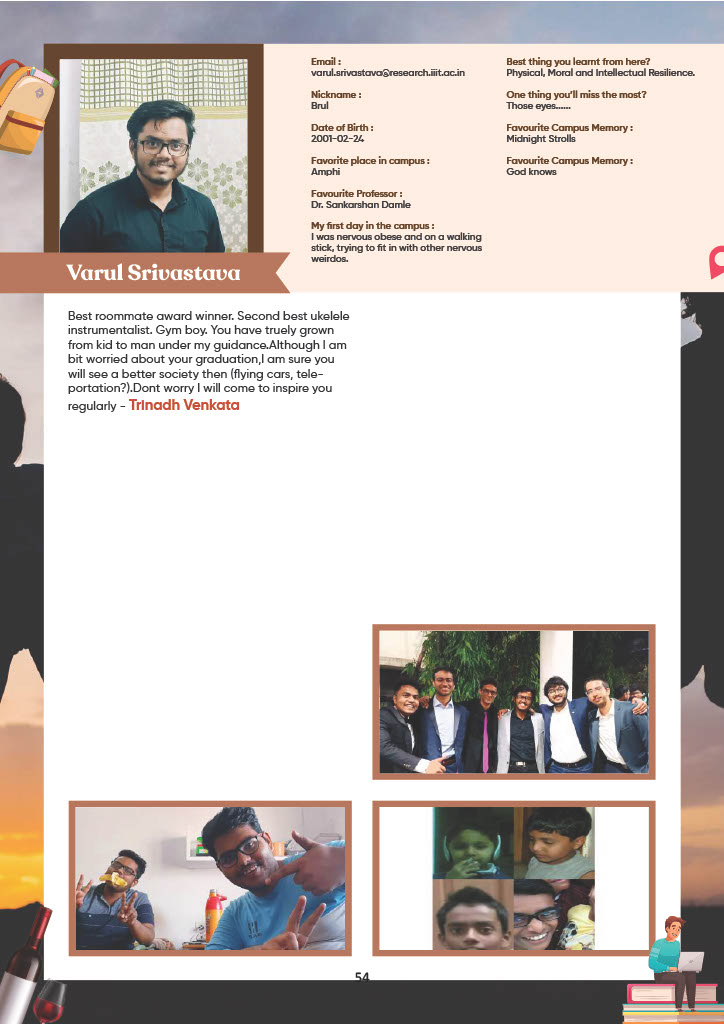 Email :
varul.srivastava@research.iiit.ac.in
Nickname :
Brul
Date of Birth :
2001-02-24
Favorite place in campus :
Amphi
Favourite Professor :
Dr. Sankarshan Damle
My first day in the campus :
I was nervous obese and on a walking
stick, trying to fit in with other nervous
weirdos.
Best thing you learnt from here?
Physical, Moral and Intellectual Resilience.
One thing you'll miss the most?
Those eyes......
Favourite Campus Memory :
Midnight Strolls
Favourite Campus Memory :
God knows
Varul Srivastava
Best roommate award winner. Second best ukelele
instrumentalist. Gym boy. You have truely grown
from kid to man under my guidance.Although I am
bit worried about your graduation,I am sure you
will see a better society then (flying cars, tele-
portation?).Dont worry I will come to inspire you
regularly - Trinadh Venkata
54